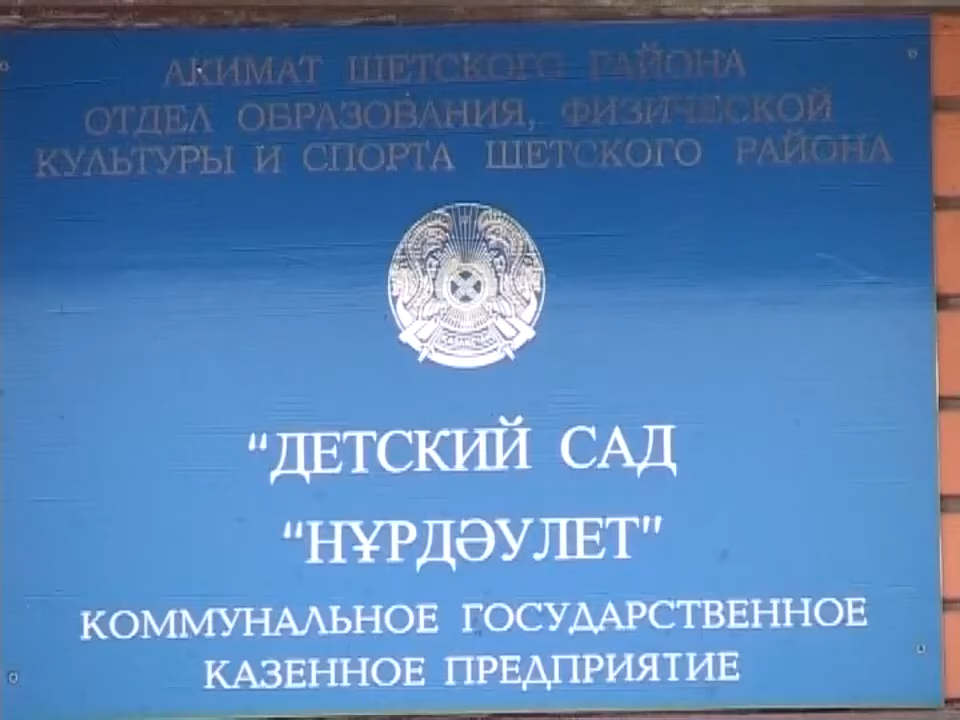 АКИМАТ ШЕТСКОГО РАЙОНА
ОТДЕЛ ОБРАЗОВАНИЯ, ФИЗИЧЕСКОЙ
КУЛЬТУРЫ И СПОРТА ШЕТСКОГО РАЙОНА
"ДЕТСКИЙ САД
"НҰРДӘУЛЕТ"
КОММУНАЛЬНОЕ ГОСУДАРСТВЕННОЕ
КАЗЕННОЕ ПРЕДПРИЯТИЕ